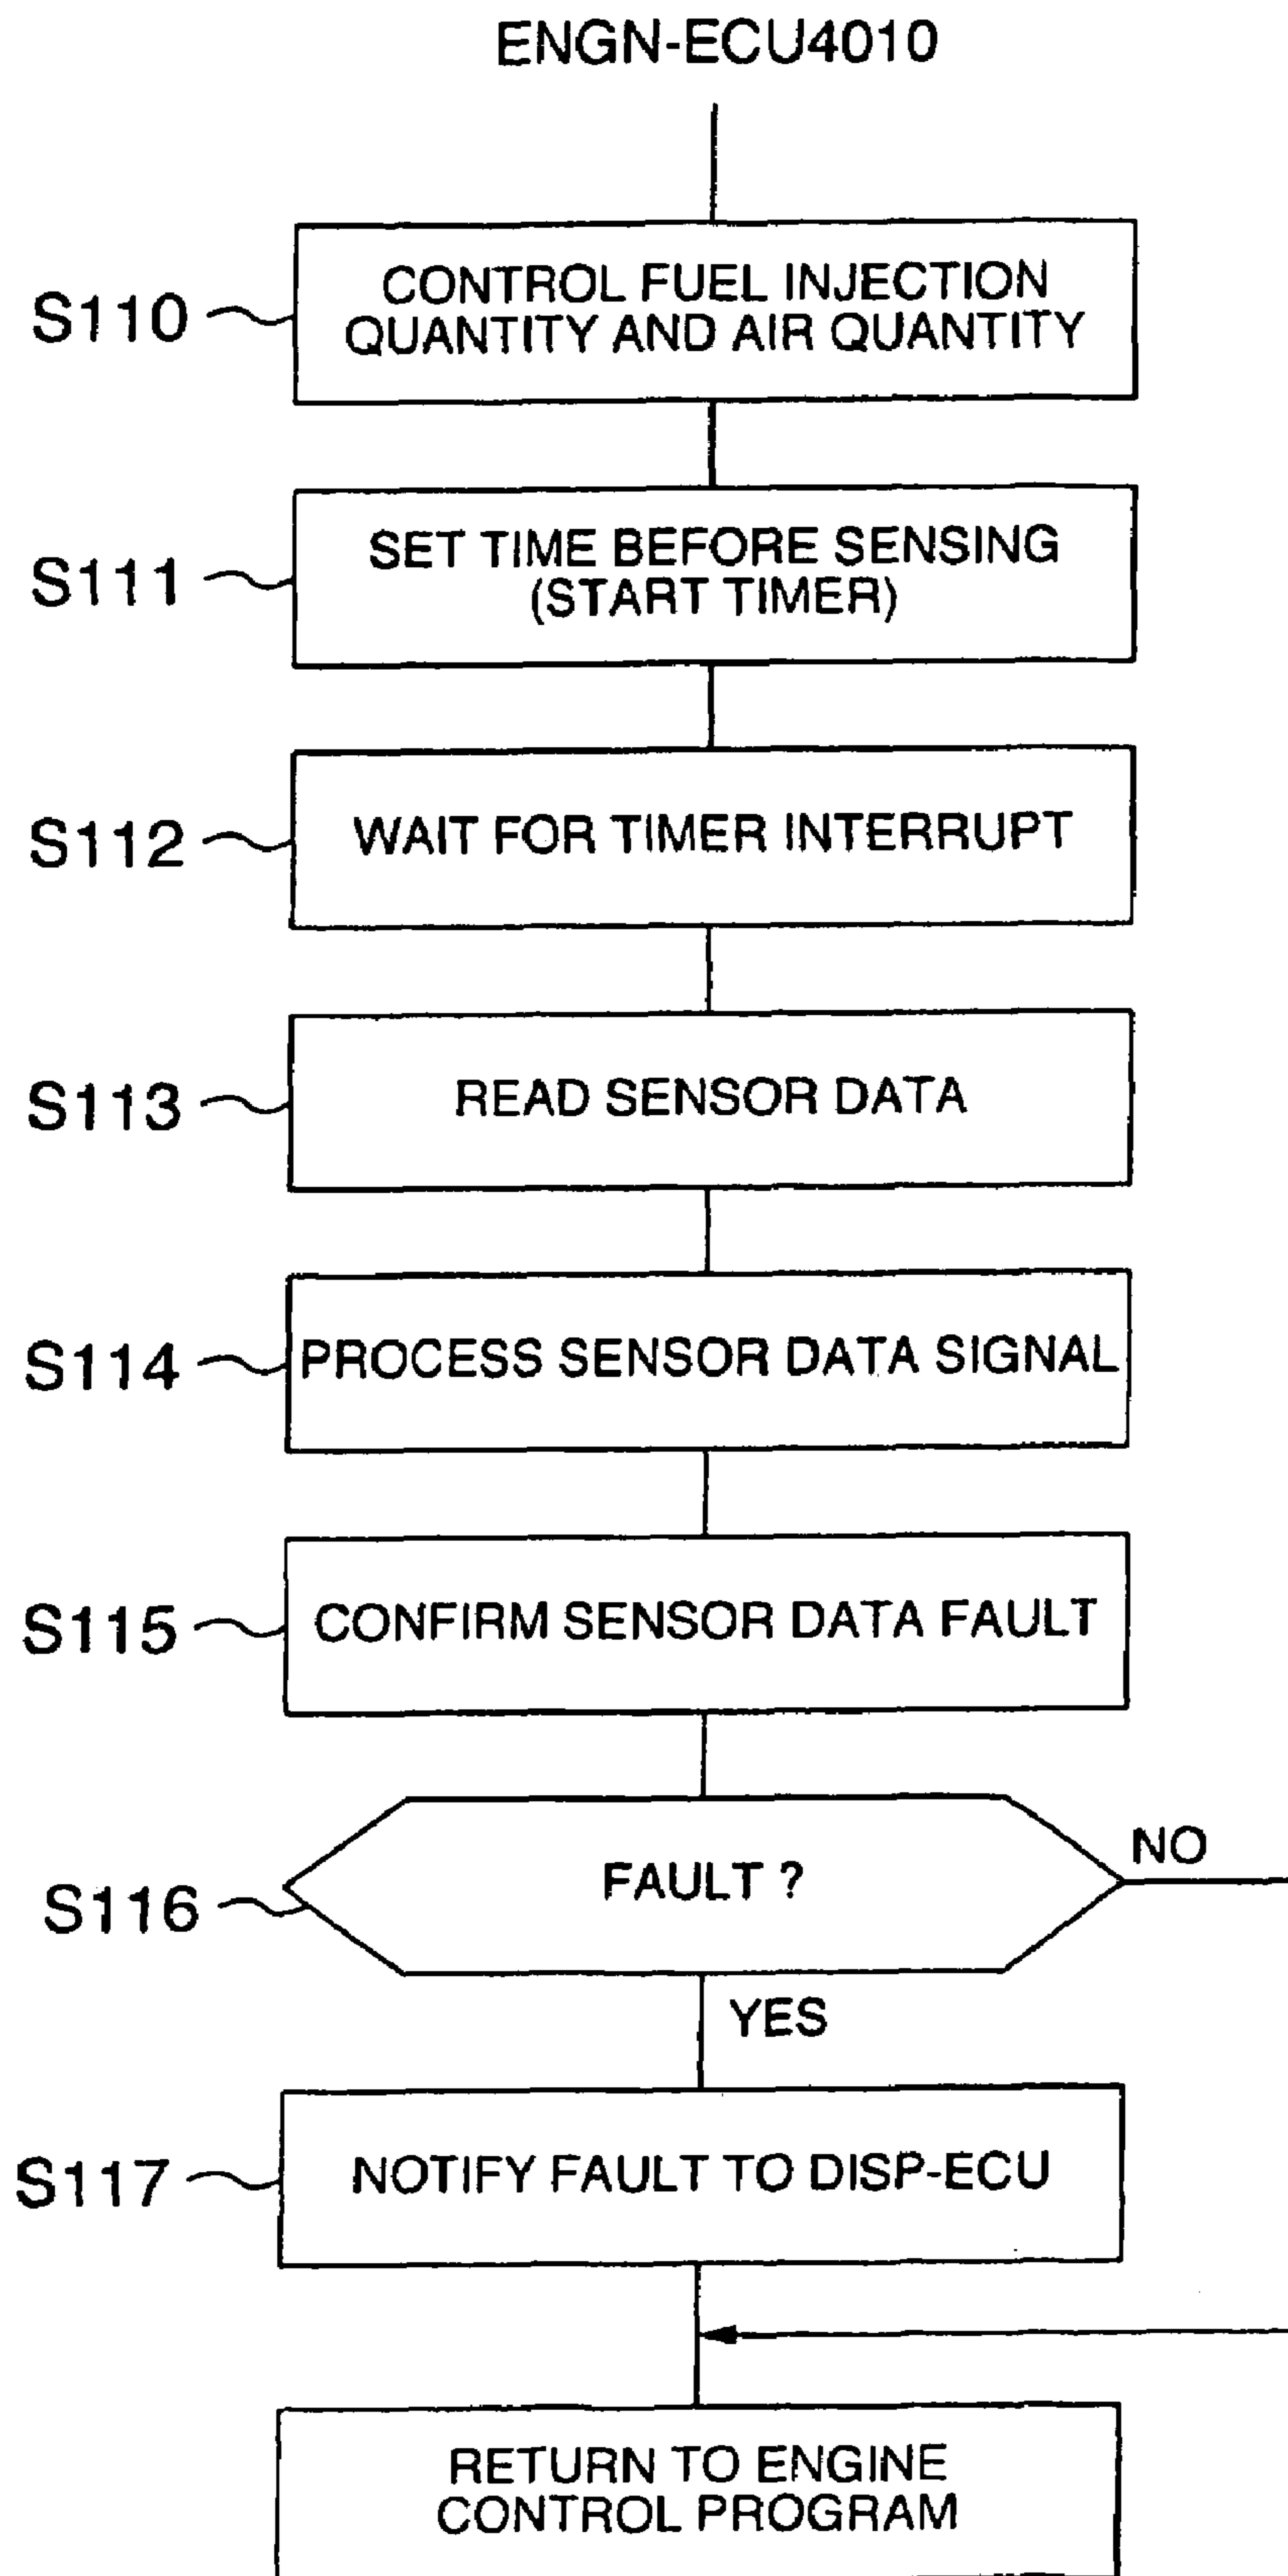 ENGN-ECU4010
S110
CONTROL FUEL INJECTION
QUANTITY AND AIR QUANTITY
S111
SET TIME BEFORE SENSING
(START TIMER)
S112
WAIT FOR TIMER INTERRUPT
S113
READ SENSOR DATA
S114
PROCESS SENSOR DATA SIGNAL
S115
CONFIRM SENSOR DATA FAULT
S116
FAULT ?
NO
YES
S117
NOTIFY FAULT TO DISP-ECU
RETURN TO ENGINE
CONTROL PROGRAM